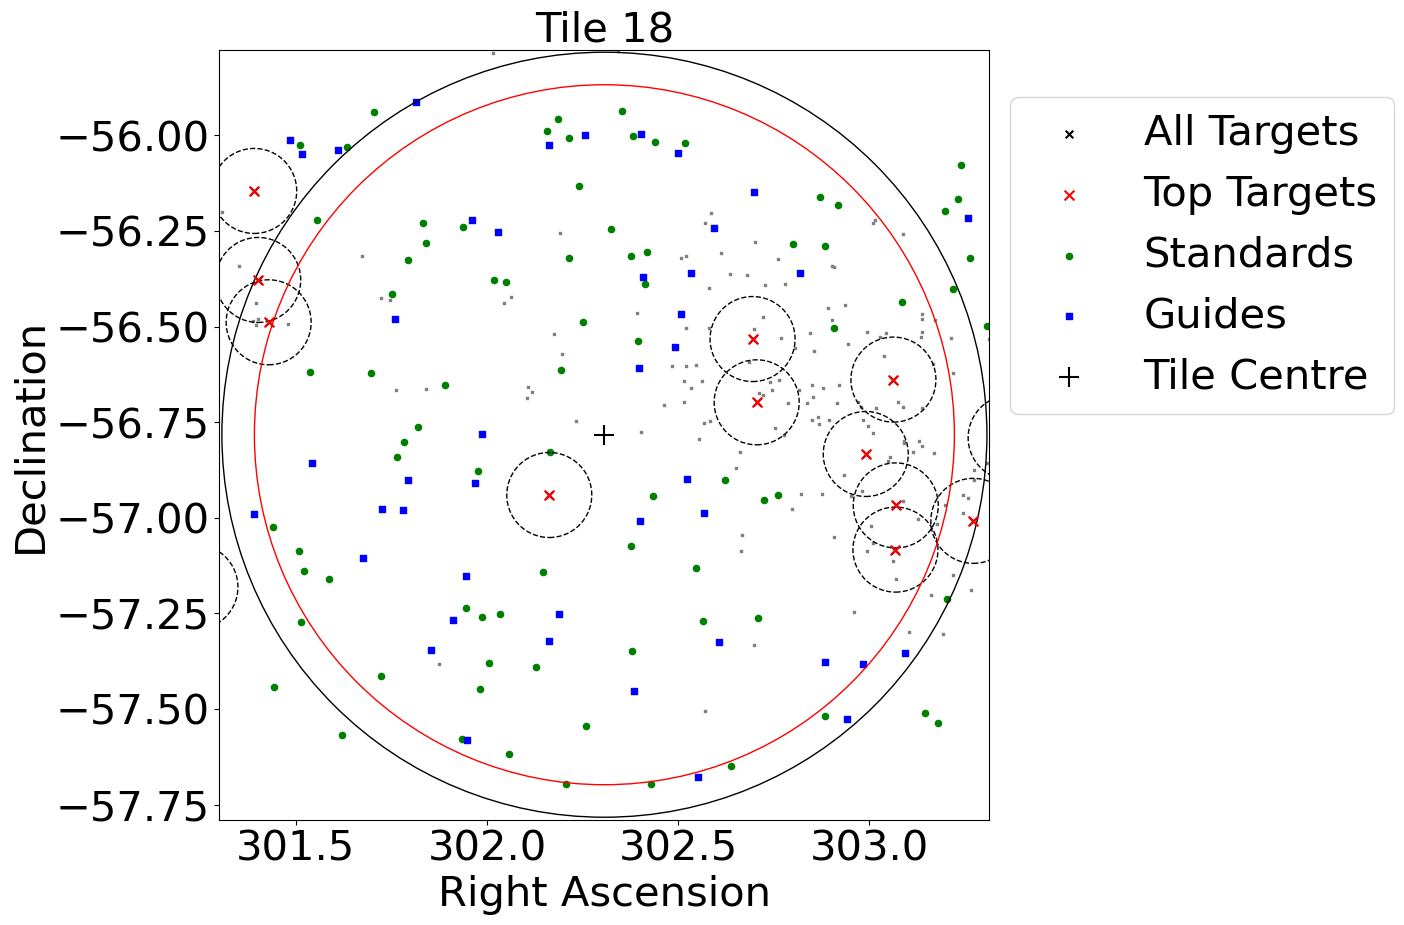 Tile 18
−56.00
−56.25
−56.50
−56.75
−57.00
−57.25
−57.50
−57.75
Declination
301.5 302.0 302.5 303.0
Right Ascension
All Targets
Top Targets
Standards
Guides
Tile Centre